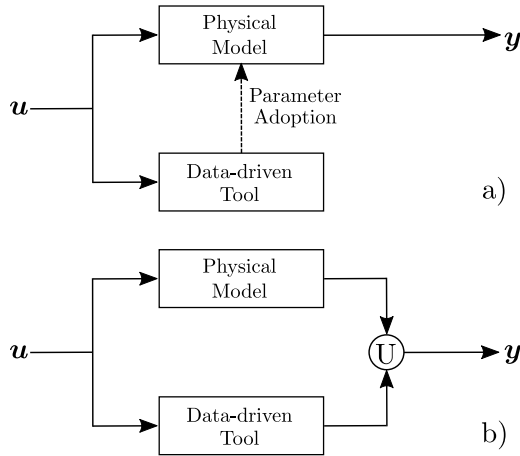 Physical
Model
y
Parameter
Adoption
u
Data-driven
Tool
a)
Physical
Model
u
U
y
Data-driven
Tool
b)